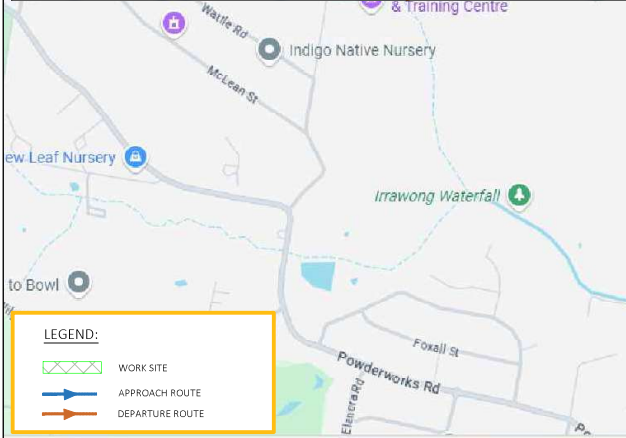 & Training Centre
Wattle Rd
Indigo Native Nursery
McLean St
ew Leaf Nursery
Irrawong Waterfall
to Bowl
LEGEND:
WORK SITE
APPROACH ROUTE
DEPARTURE ROUTE
Foxall St
Powderworks Rd
Elanora Rd
Po